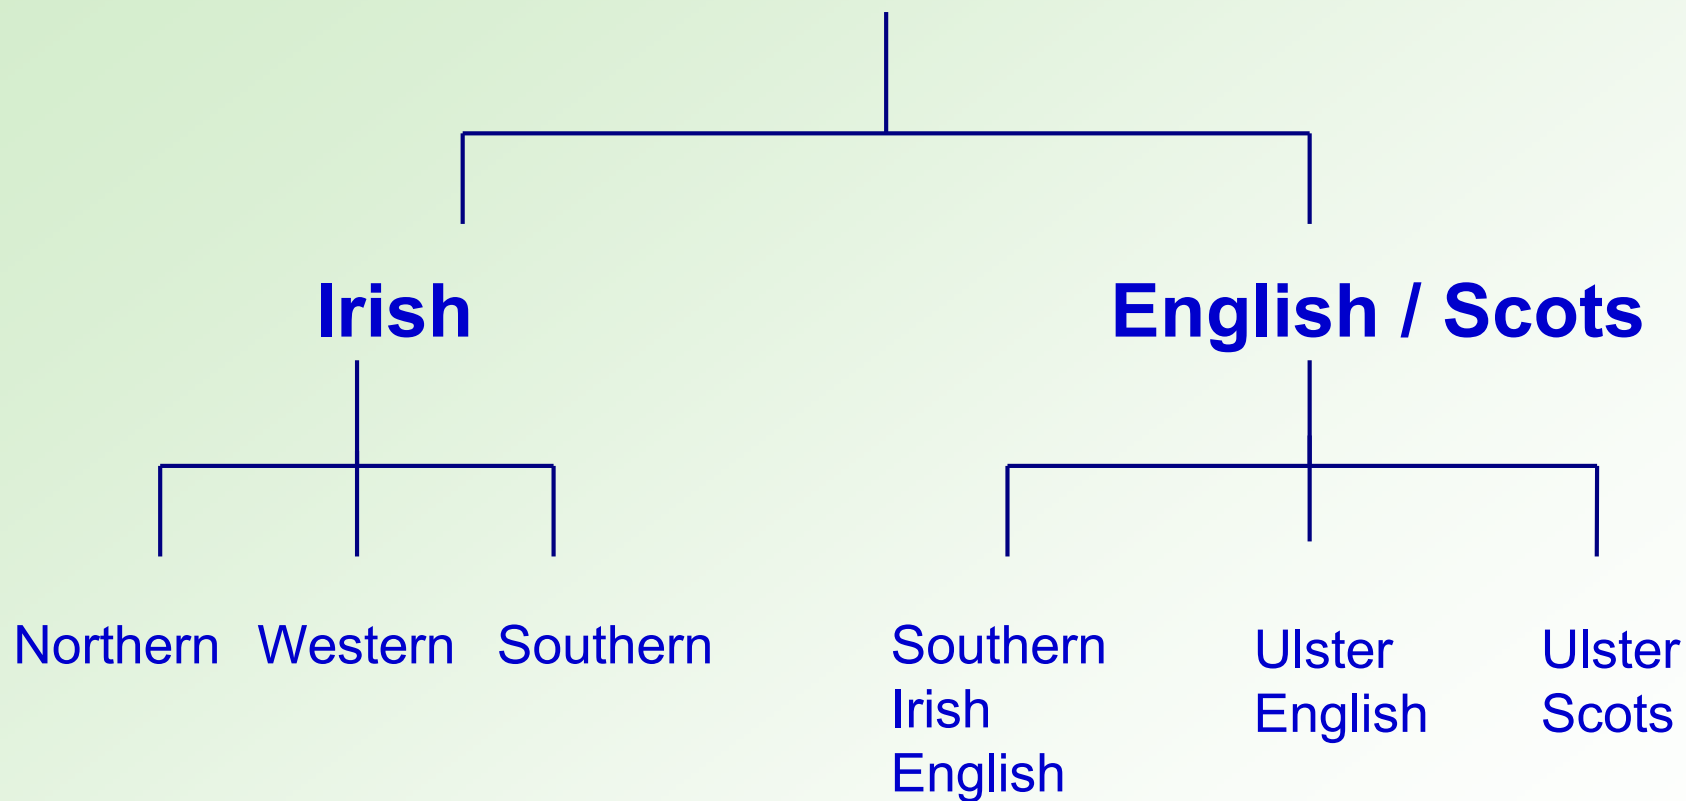 Irish
English / Scots
Northern
Western
Southern
Southern
Irish
English
Ulster
English
Ulster
Scots